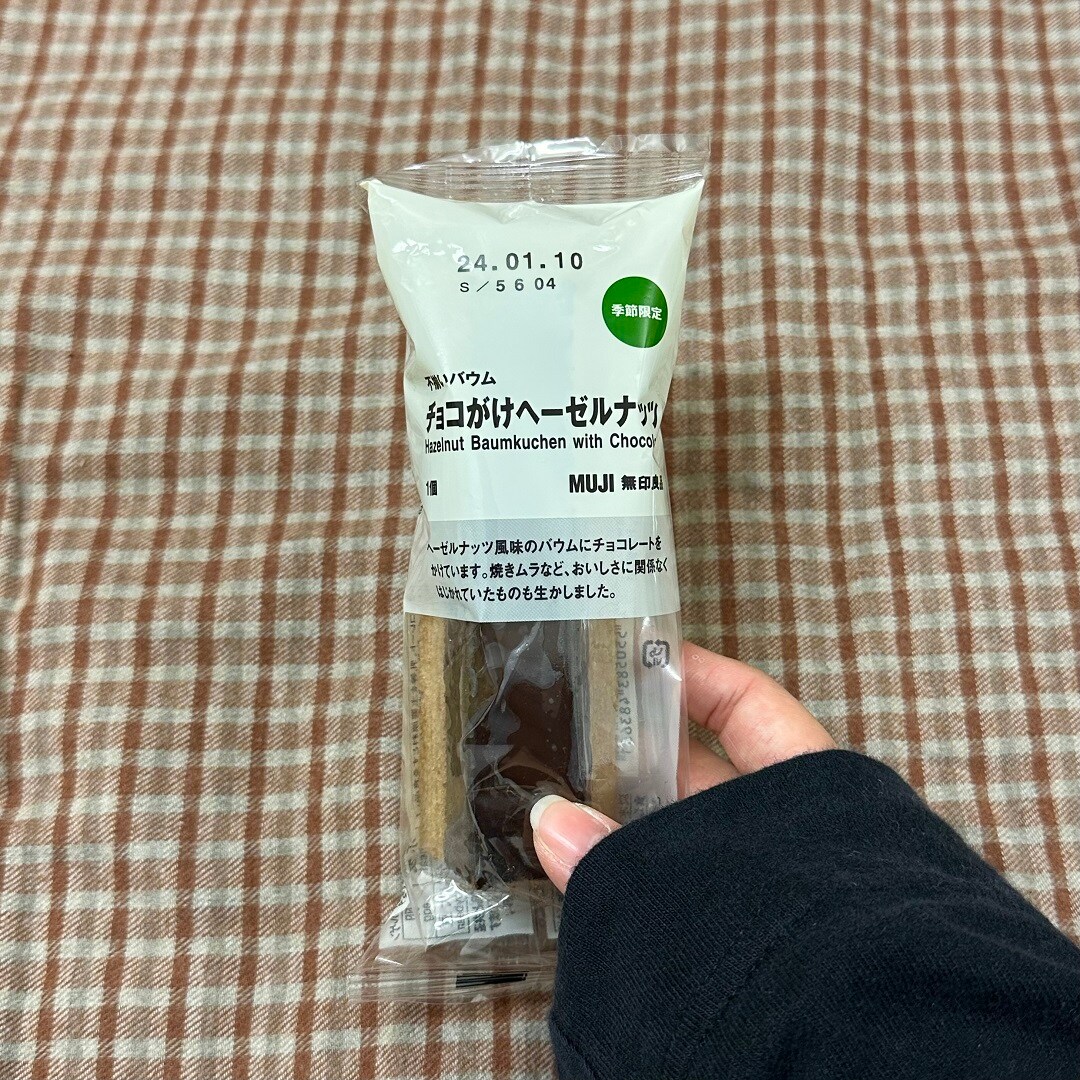 24.01.10
S/5604
季節限定
不揃いバウム
チョコがけヘーゼルナッツ
Hazelnut Baumkuchen with
1個
MUJI 無印良品
ヘーゼルナッツ風味のバウムにチョコレートを
かけています。焼きムラなど、おいしさに関係なく
はじかれていたものも生かしました。
プラ